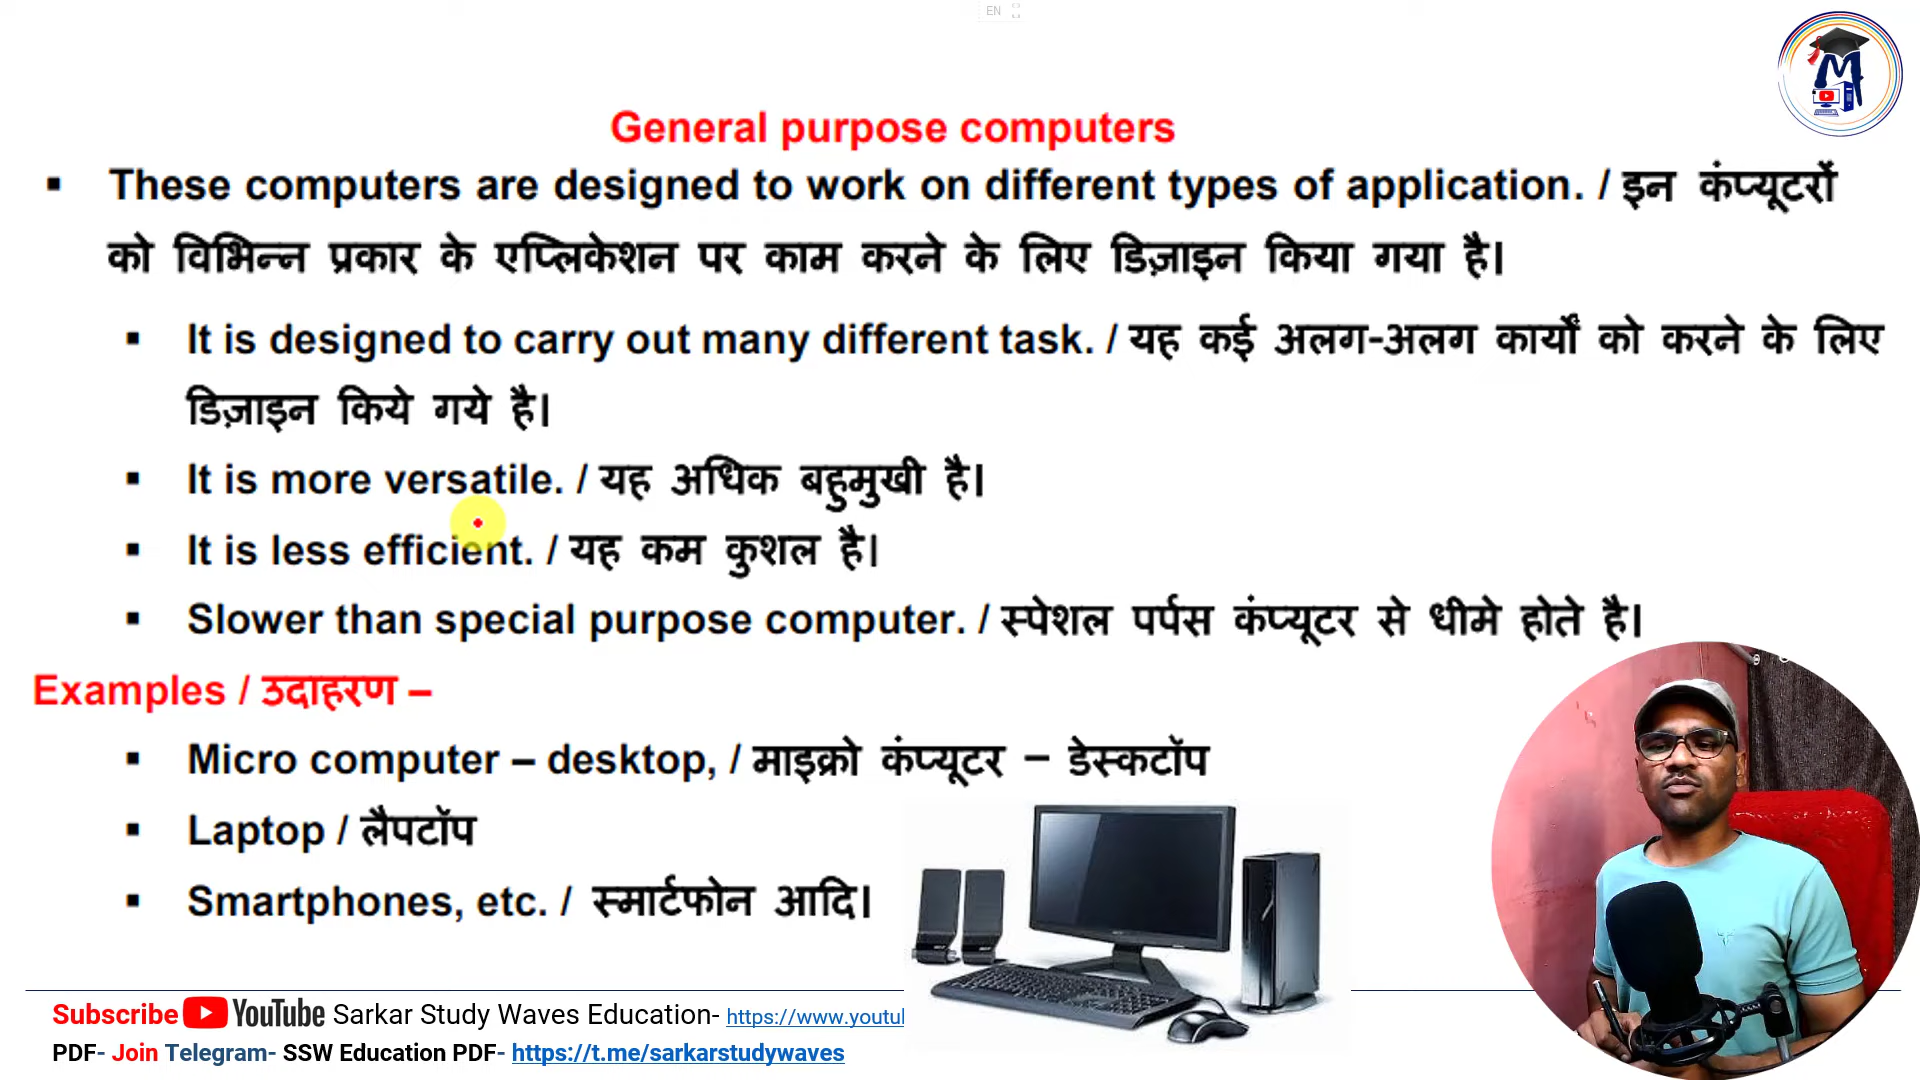 EN
General purpose computers
▪ These computers are designed to work on different types of application. / इन कंप्यूटरों
को विभिन्न प्रकार के एप्लिकेशन पर काम करने के लिए डिज़ाइन किया गया है।
▪ It is designed to carry out many different task. / यह कई अलग-अलग कार्यों को करने के लिए
डिज़ाइन किये गये है।
▪ It is more versatile. / यह अधिक बहुमुखी है।
▪ It is less efficient. / यह कम कुशल है।
▪ Slower than special purpose computer. / स्पेशल पर्पस कंप्यूटर से धीमे होते है।
Examples / उदाहरण –
▪ Micro computer – desktop, / माइक्रो कंप्यूटर – डेस्कटॉप
▪ Laptop / लैपटॉप
▪ Smartphones, etc. / स्मार्टफोन आदि।
Subscribe YouTube Sarkar Study Waves Education- https://www.youtul
PDF- Join Telegram- SSW Education PDF- https://t.me/sarkarstudywaves